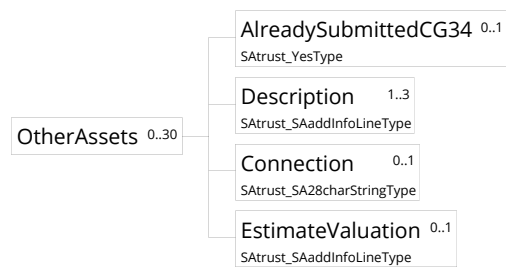 AlreadySubmittedCG34 0..1
SAtrust_YesType
Description 1..3
SAtrust_SAaddInfoLineType
OtherAssets 0..30
Connection 0..1
SAtrust_SA28charStringType
EstimateValuation 0..1
SAtrust_SAaddInfoLineType